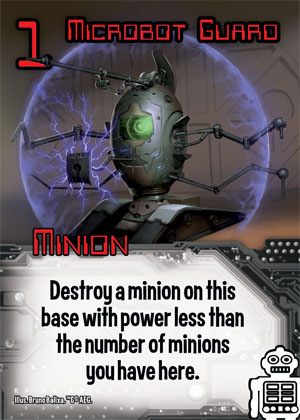 1 Microbot Guard
Minion
Destroy a minion on this
base with power less than
the number of minions
you have here.
Illus. Bruno Balixa. ™© AEG.